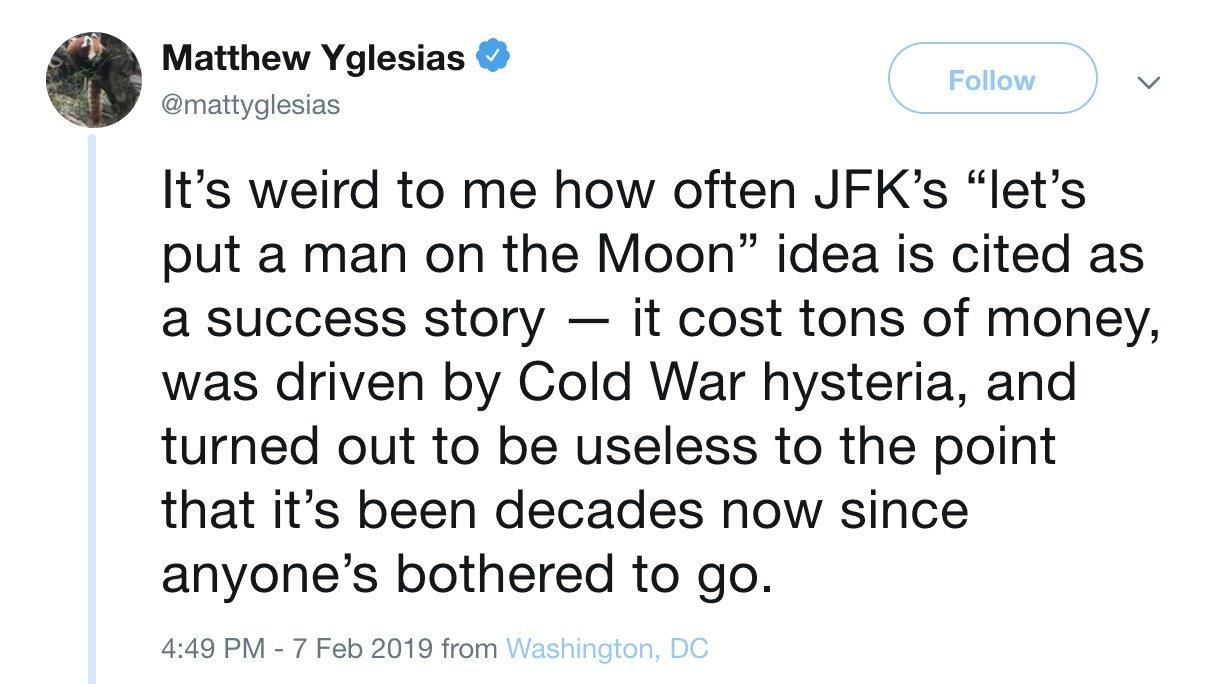 Matthew Yglesias
@mattyglesias
Follow
It’s weird to me how often JFK’s “let’s
put a man on the Moon” idea is cited as
a success story — it cost tons of money,
was driven by Cold War hysteria, and
turned out to be useless to the point
that it’s been decades now since
anyone’s bothered to go.
4:49 PM - 7 Feb 2019 from Washington, DC